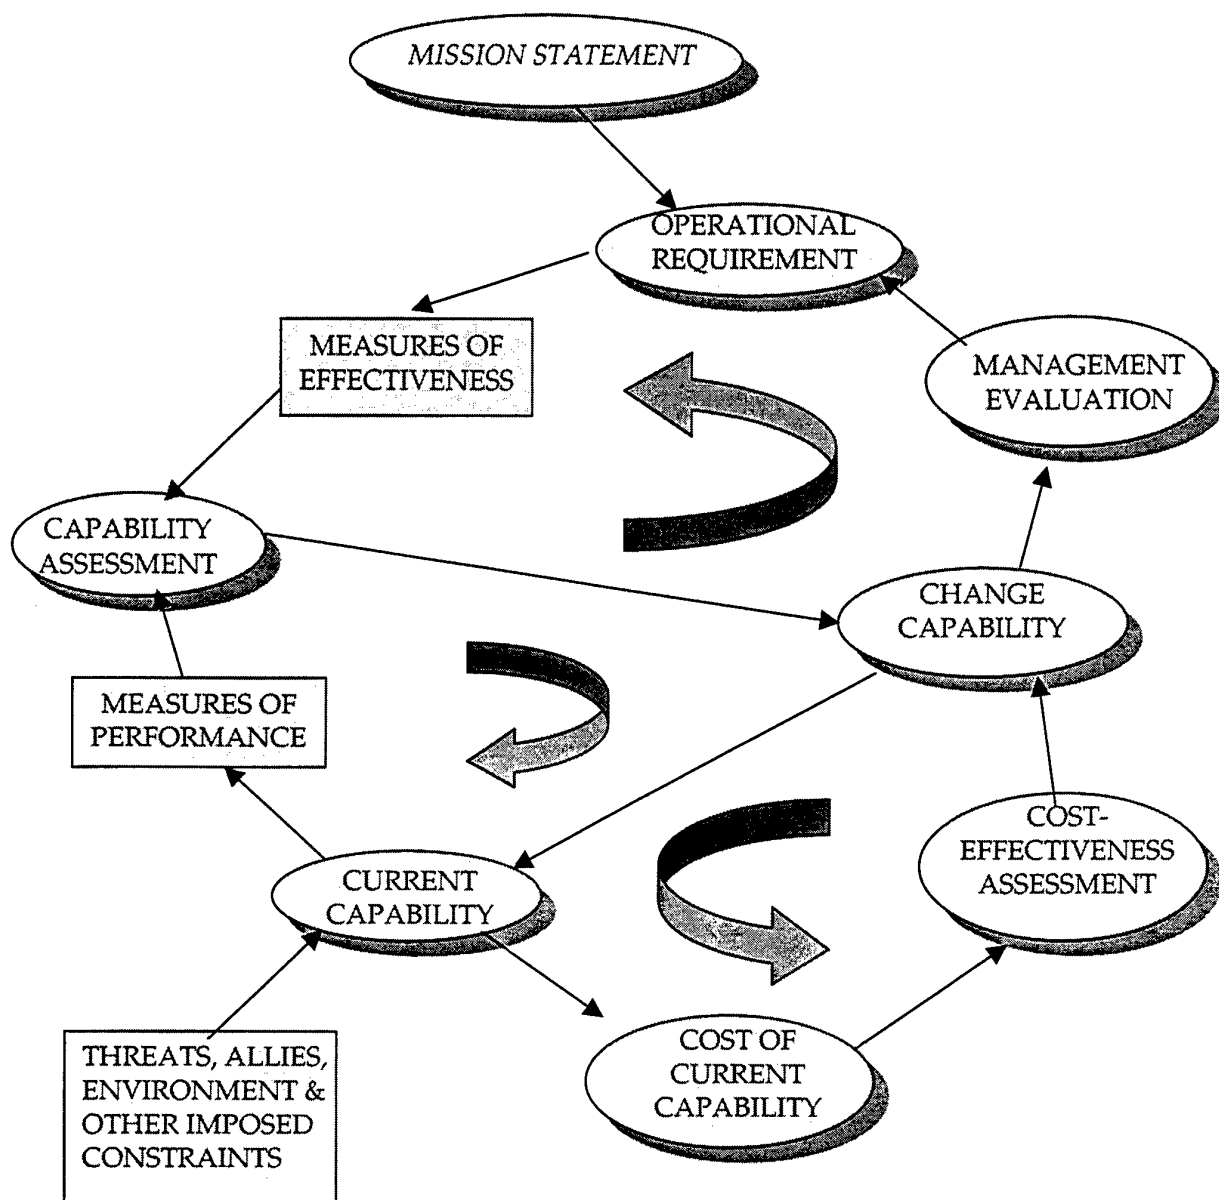 MISSION STATEMENT
OPERATIONAL
REQUIREMENT
MEASURES OF
EFFECTIVENESS
MANAGEMENT
EVALUATION
CAPABILITY
ASSESSMENT
CHANGE
CAPABILITY
MEASURES OF
PERFORMANCE
COST-
EFFECTIVENESS
ASSESSMENT
CURRENT
CAPABILITY
THREATS, ALLIES,
ENVIRONMENT &
OTHER IMPOSED
CONSTRAINTS
COST OF
CURRENT
CAPABILITY